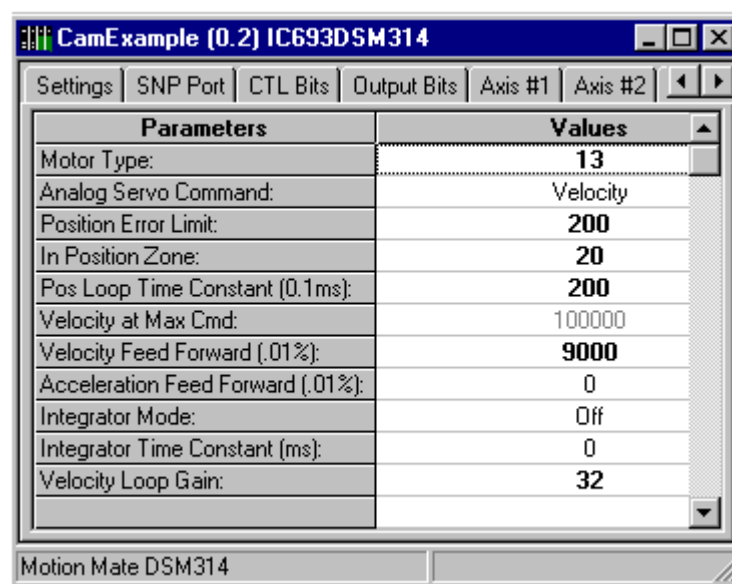 CamExample (0.2) IC693DSM314
Settings SNP Port CTL Bits Output Bits Axis #1 Axis #2
Parameters Values
Motor Type: 13
Analog Servo Command: Velocity
Position Error Limit: 200
In Position Zone: 20
Pos Loop Time Constant (0.1ms): 200
Velocity at Max Cmd: 100000
Velocity Feed Forward (.01%): 9000
Acceleration Feed Forward (.01%): 0
Integrator Mode: Off
Integrator Time Constant (ms): 0
Velocity Loop Gain: 32
Motion Mate DSM314